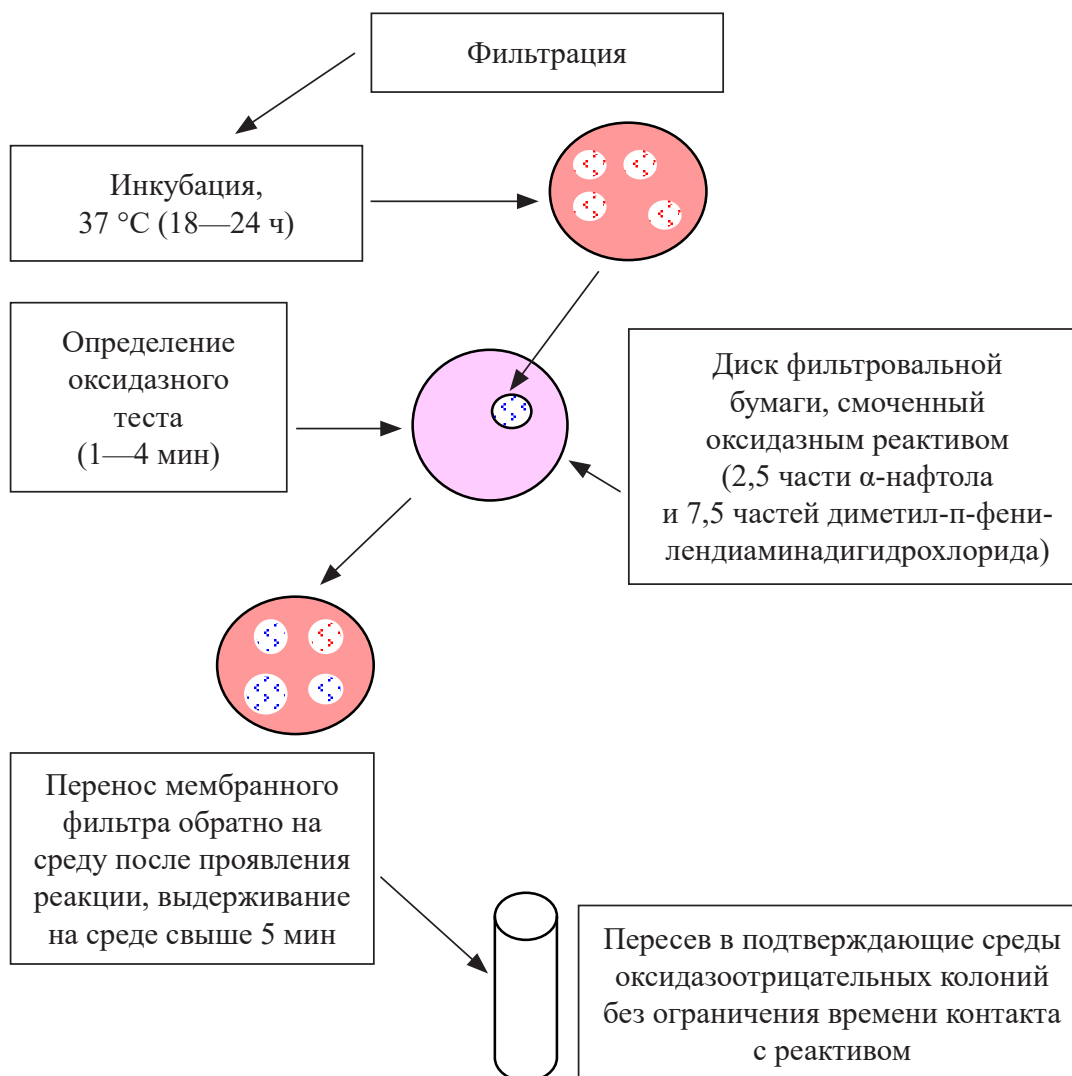 Фильтрация
Инкубация,
37 °C (18—24 ч)
Определение
оксидазного
теста
(1—4 мин)
Диск фильтровальной
бумаги, смоченный
оксидазным реактивом
(2,5 части α-нафтола
и 7,5 частей диметил-п-фени-
лендиаминадигидрохлорида)
Перенос мембранного
фильтра обратно на
среду после проявления
реакции, выдерживание
на среде свыше 5 мин
Пересев в подтверждающие среды
оксидазоотрицательных колоний
без ограничения времени контакта
с реактивом